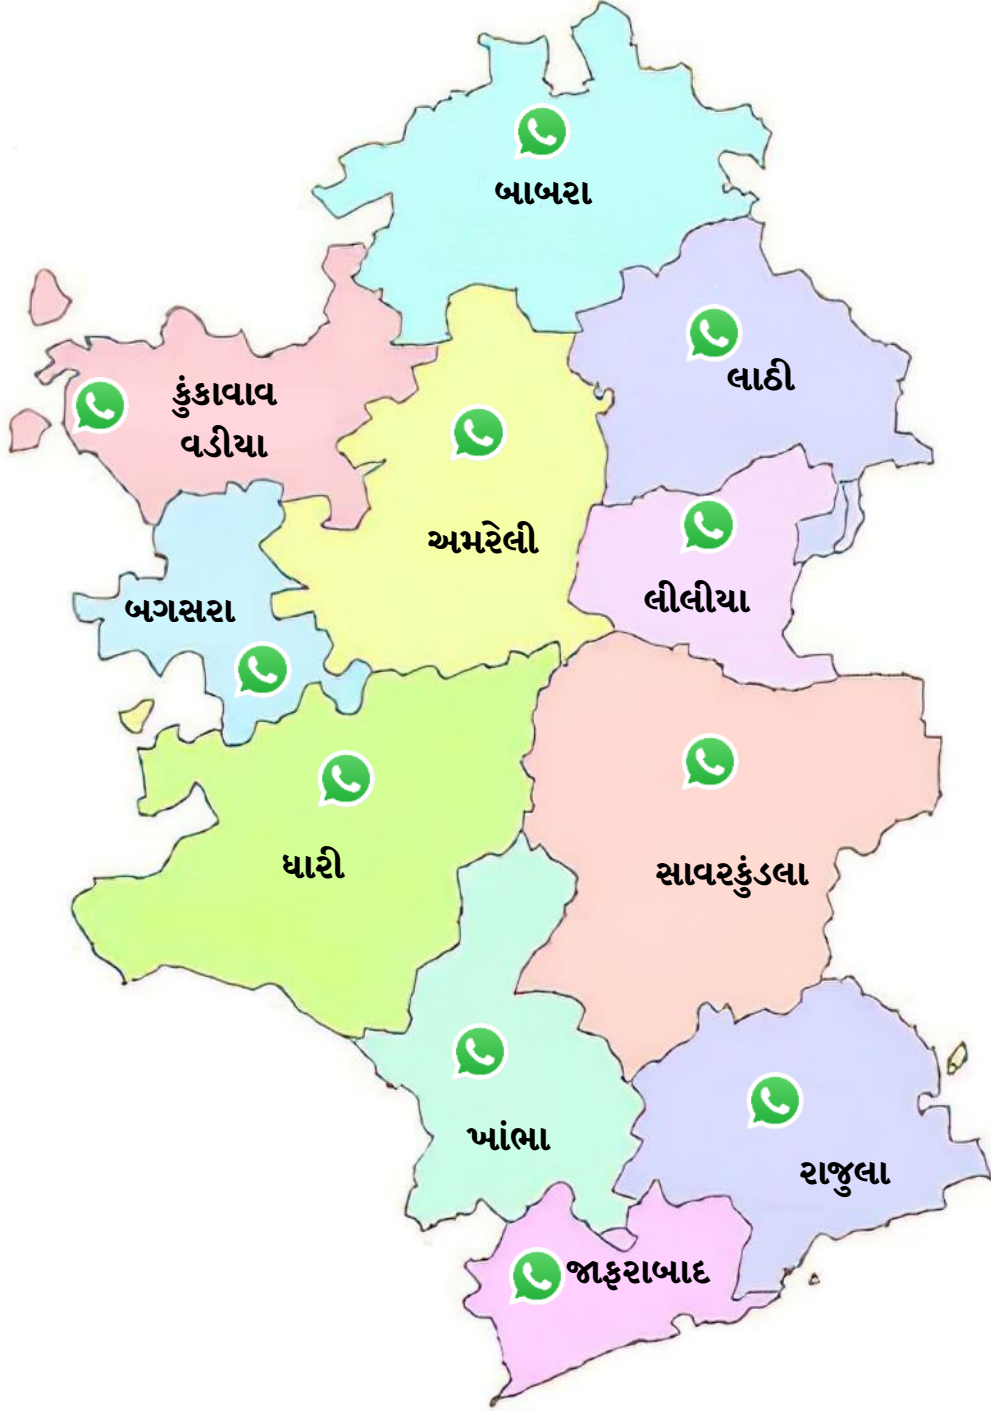 બાબરા
લાઠી
કુંકાવાવ
વડીયા
અમરેલી
લીલીયા
બગસરા
ધારી
સાવરકુંડલા
ખાંભા
રાજુલા
જાફરાબાદ